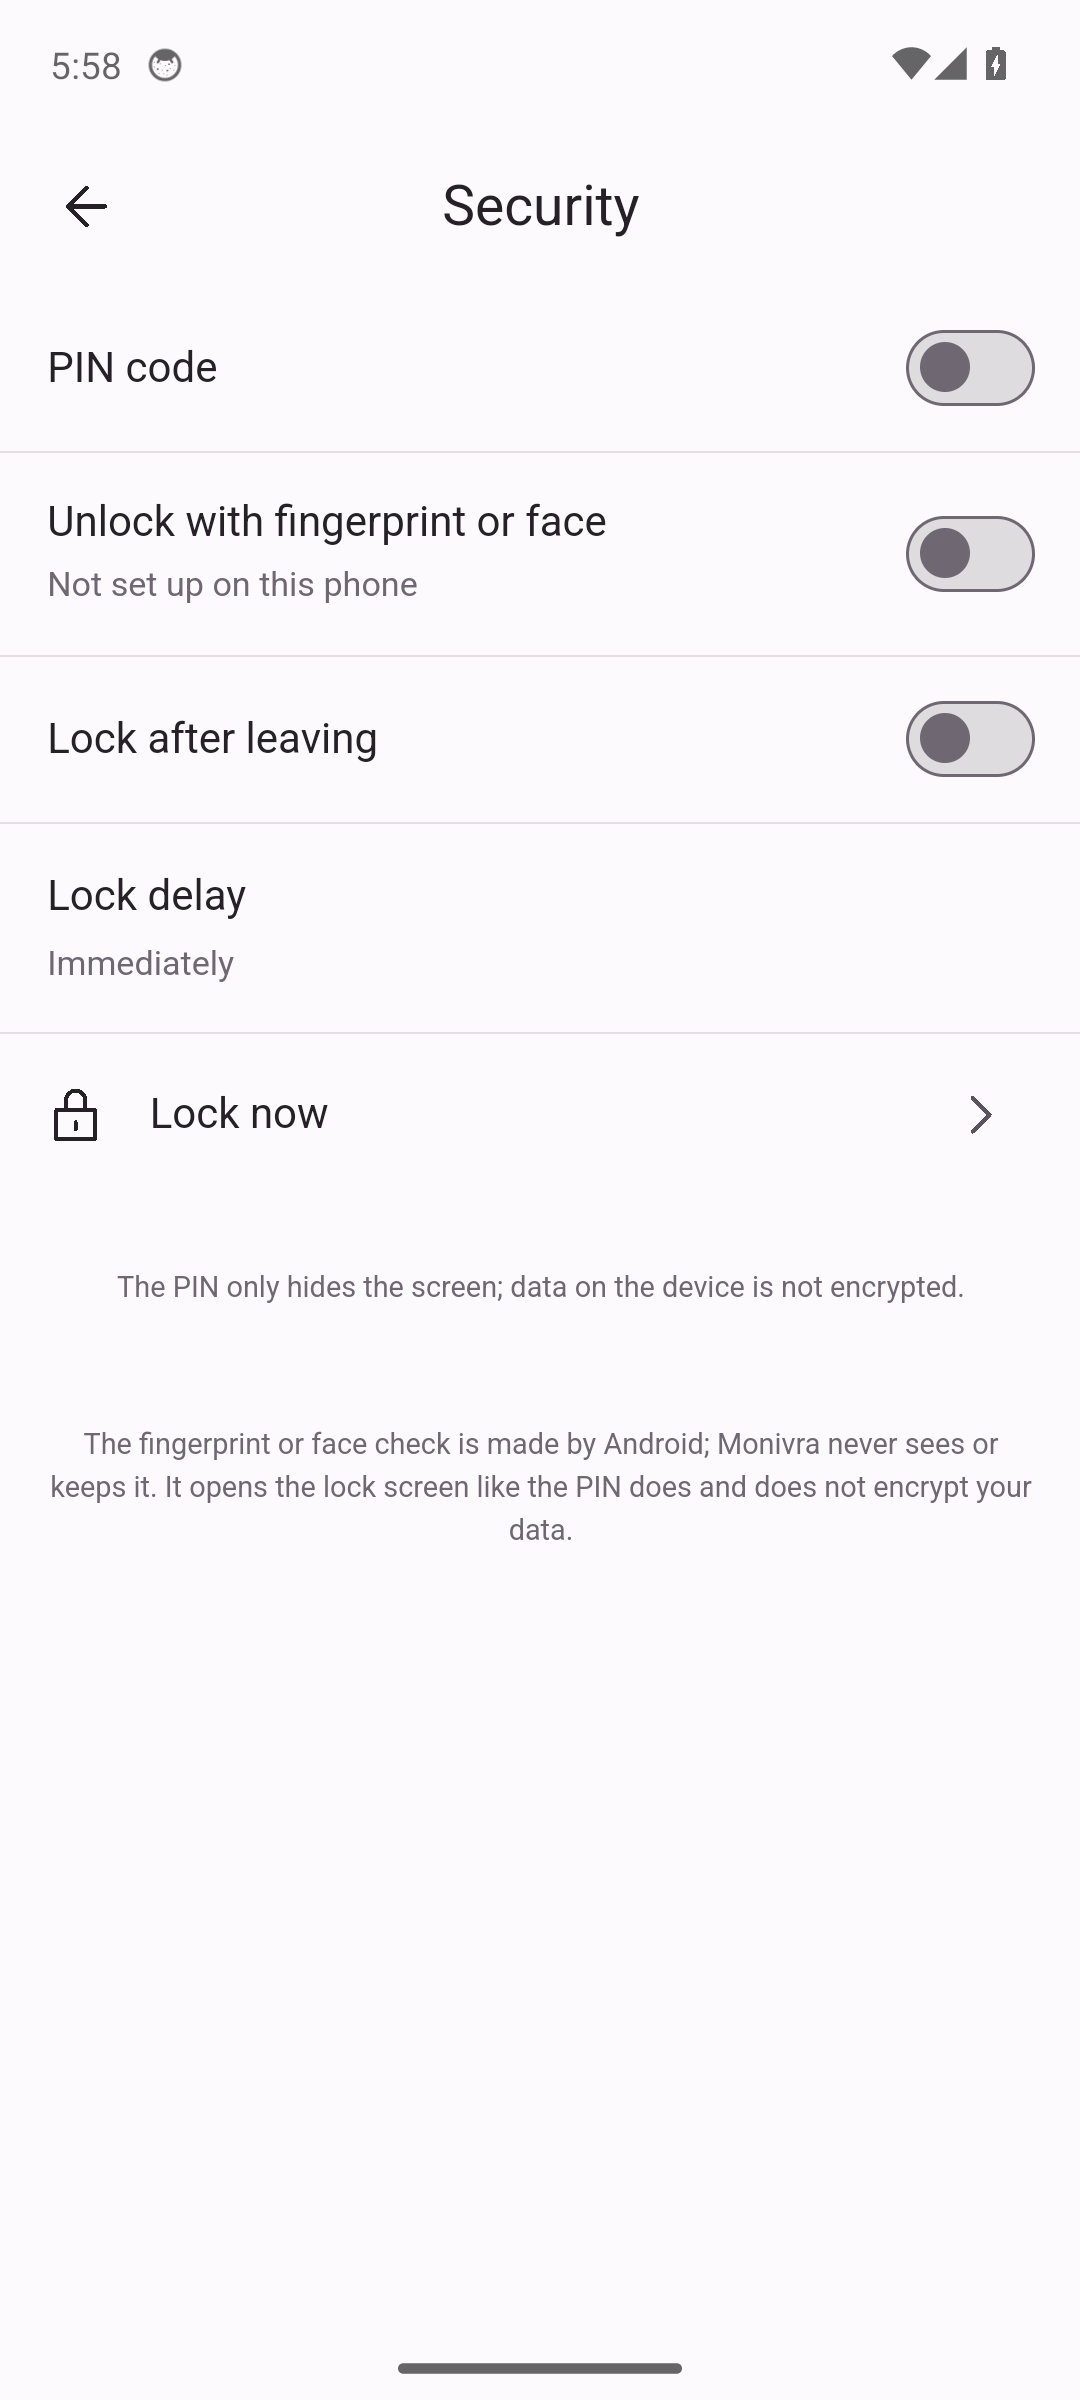 5:58
Security
PIN code
Unlock with fingerprint or face
Not set up on this phone
Lock after leaving
Lock delay
Immediately
Lock now
The PIN only hides the screen; data on the device is not encrypted.
The fingerprint or face check is made by Android; Monivra never sees or
keeps it. It opens the lock screen like the PIN does and does not encrypt your
data.